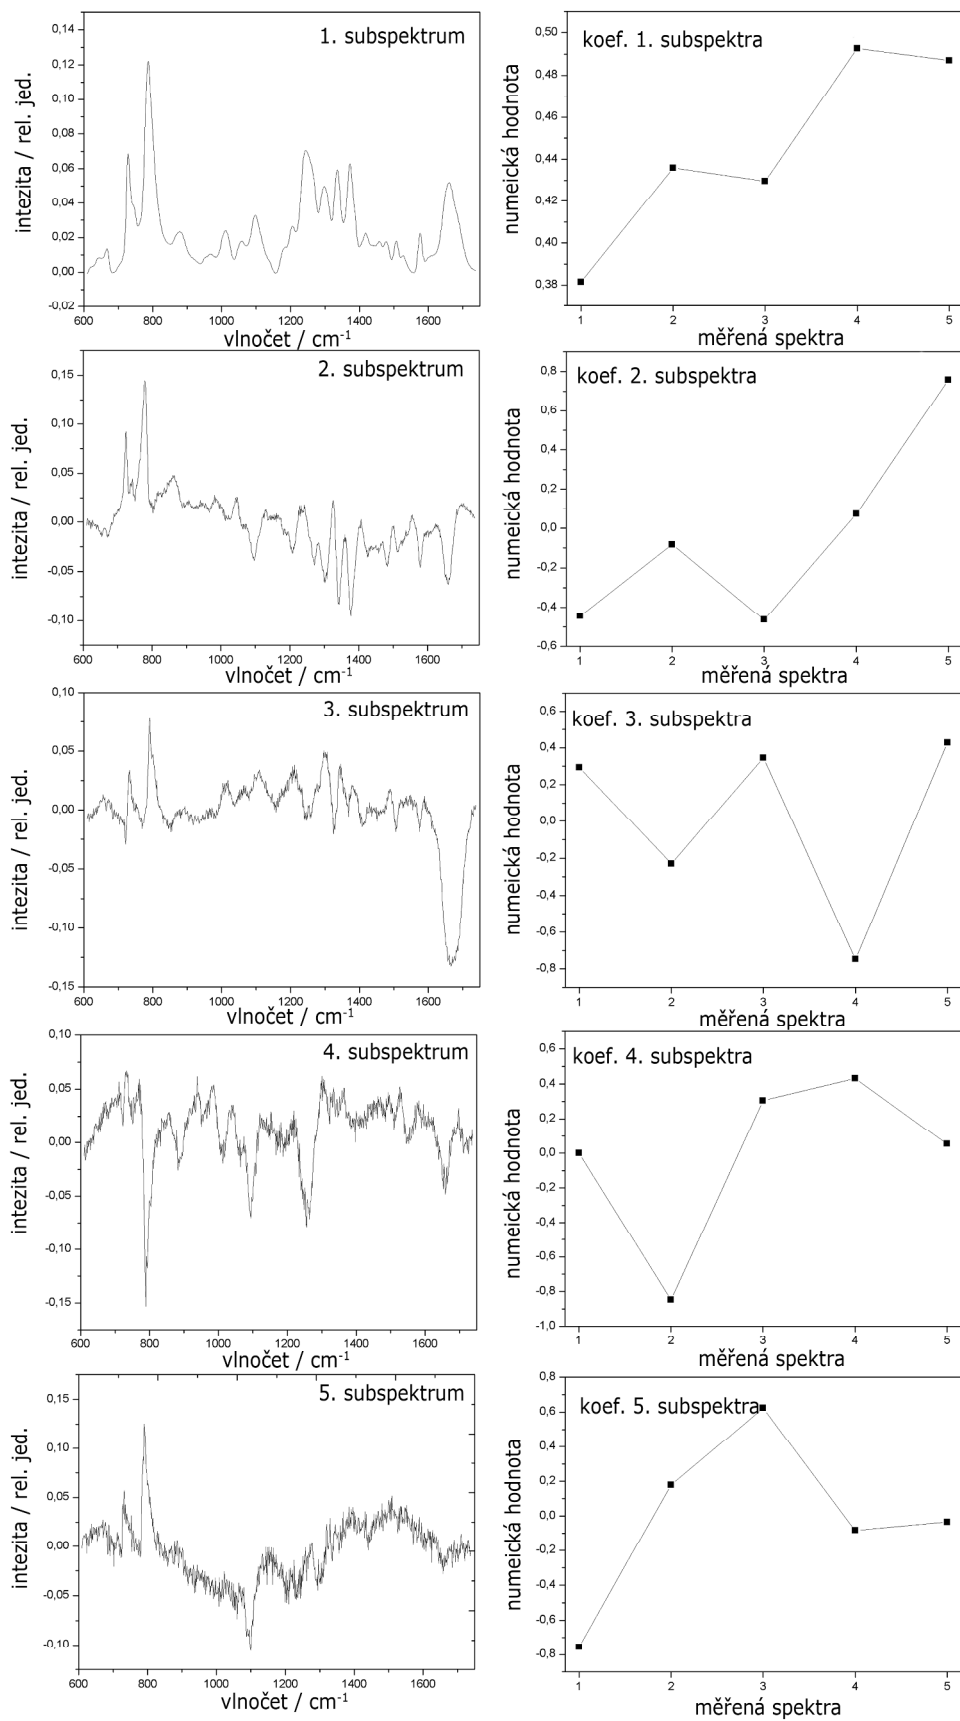 1. subspektrum
intezita / rel. jed.
0,14
0,12
0,10
0,08
0,06
0,04
0,02
0,00
-0,02
600 800 1000 1200 1400 1600
vlnočet / cm⁻¹
koef. 1. subspektra
numeická hodnota
0,50
0,48
0,46
0,44
0,42
0,40
0,38
1 2 3 4 5
měřená spektra
2. subspektrum
intezita / rel. jed.
0,15
0,10
0,05
0,00
-0,05
-0,10
600 800 1000 1200 1400 1600
vlnočet / cm⁻¹
koef. 2. subspektra
numeická hodnota
0,8
0,6
0,4
0,2
0,0
-0,2
-0,4
-0,6
1 2 3 4 5
měřená spektra
3. subspektrum
intezita / rel. jed.
0,10
0,05
0,00
-0,05
-0,10
-0,15
600 800 1000 1200 1400 1600
vlnočet / cm⁻¹
koef. 3. subspektra
numeická hodnota
0,6
0,4
0,2
0,0
-0,2
-0,4
-0,6
-0,8
1 2 3 4 5
měřená spektra
4. subspektrum
intezita / rel. jed.
0,10
0,05
0,00
-0,05
-0,10
-0,15
600 800 1000 1200 1400 1600
vlnočet / cm⁻¹
koef. 4. subspektra
numeická hodnota
0,6
0,4
0,2
0,0
-0,2
-0,4
-0,6
-0,8
-1,0
1 2 3 4 5
měřená spektra
5. subspektrum
intezita / rel. jed.
0,15
0,10
0,05
0,00
-0,05
-0,10
600 800 1000 1200 1400 1600
vlnočet / cm⁻¹
koef. 5. subspektra
numeická hodnota
0,8
0,6
0,4
0,2
0,0
-0,2
-0,4
-0,6
-0,8
1 2 3 4 5
měřená spektra